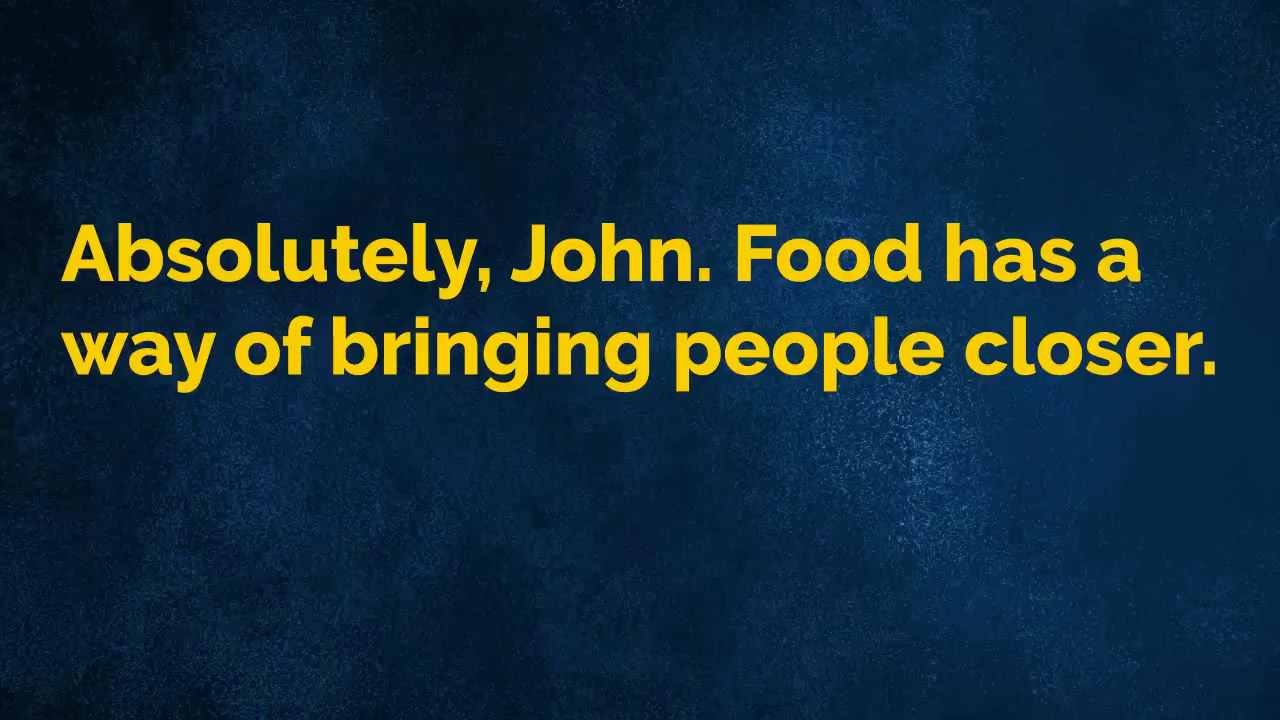 Absolutely, John. Food has a
way of bringing people closer.